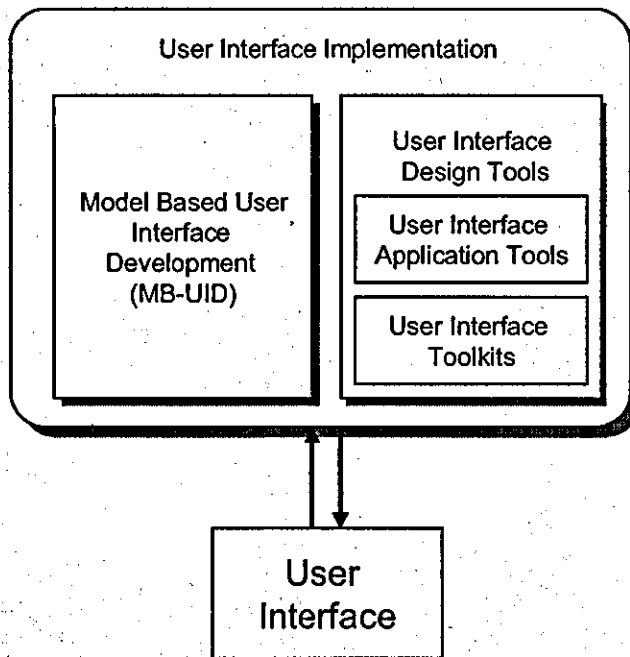 User Interface Implementation
Model Based User
Interface
Development
(MB-UID)
User Interface
Design Tools
User Interface
Application Tools
User Interface
Toolkits
User
Interface